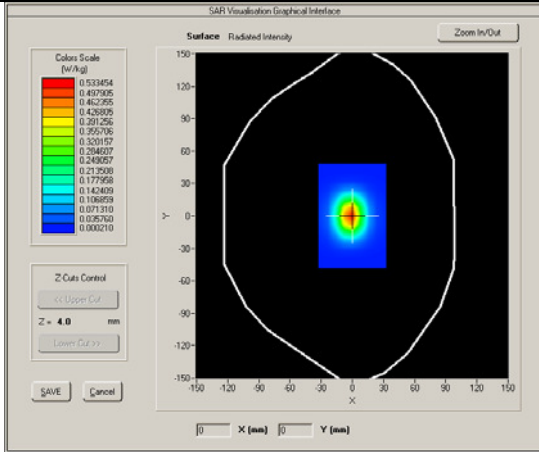 SAR Visualisation Graphical Interface
Surface Radiated Intensity
Zoom In/Out
Colors Scale
(W/kg)
0.533454
0.497905
0.462355
0.426805
0.391256
0.355706
0.320157
0.284607
0.249057
0.213508
0.177958
0.142409
0.106859
0.071310
0.035760
0.000210
Z Cuts Control
<< Upper Cut
Z = 4.0 mm
Lower Cut >>
SAVE Cancel
150
120
90
60
30
0
-30
-60
-90
-120
-150
Y
-150 -120 -90 -60 -30 0 30 60 90 120 150
X
0 X (mm) 0 Y (mm)